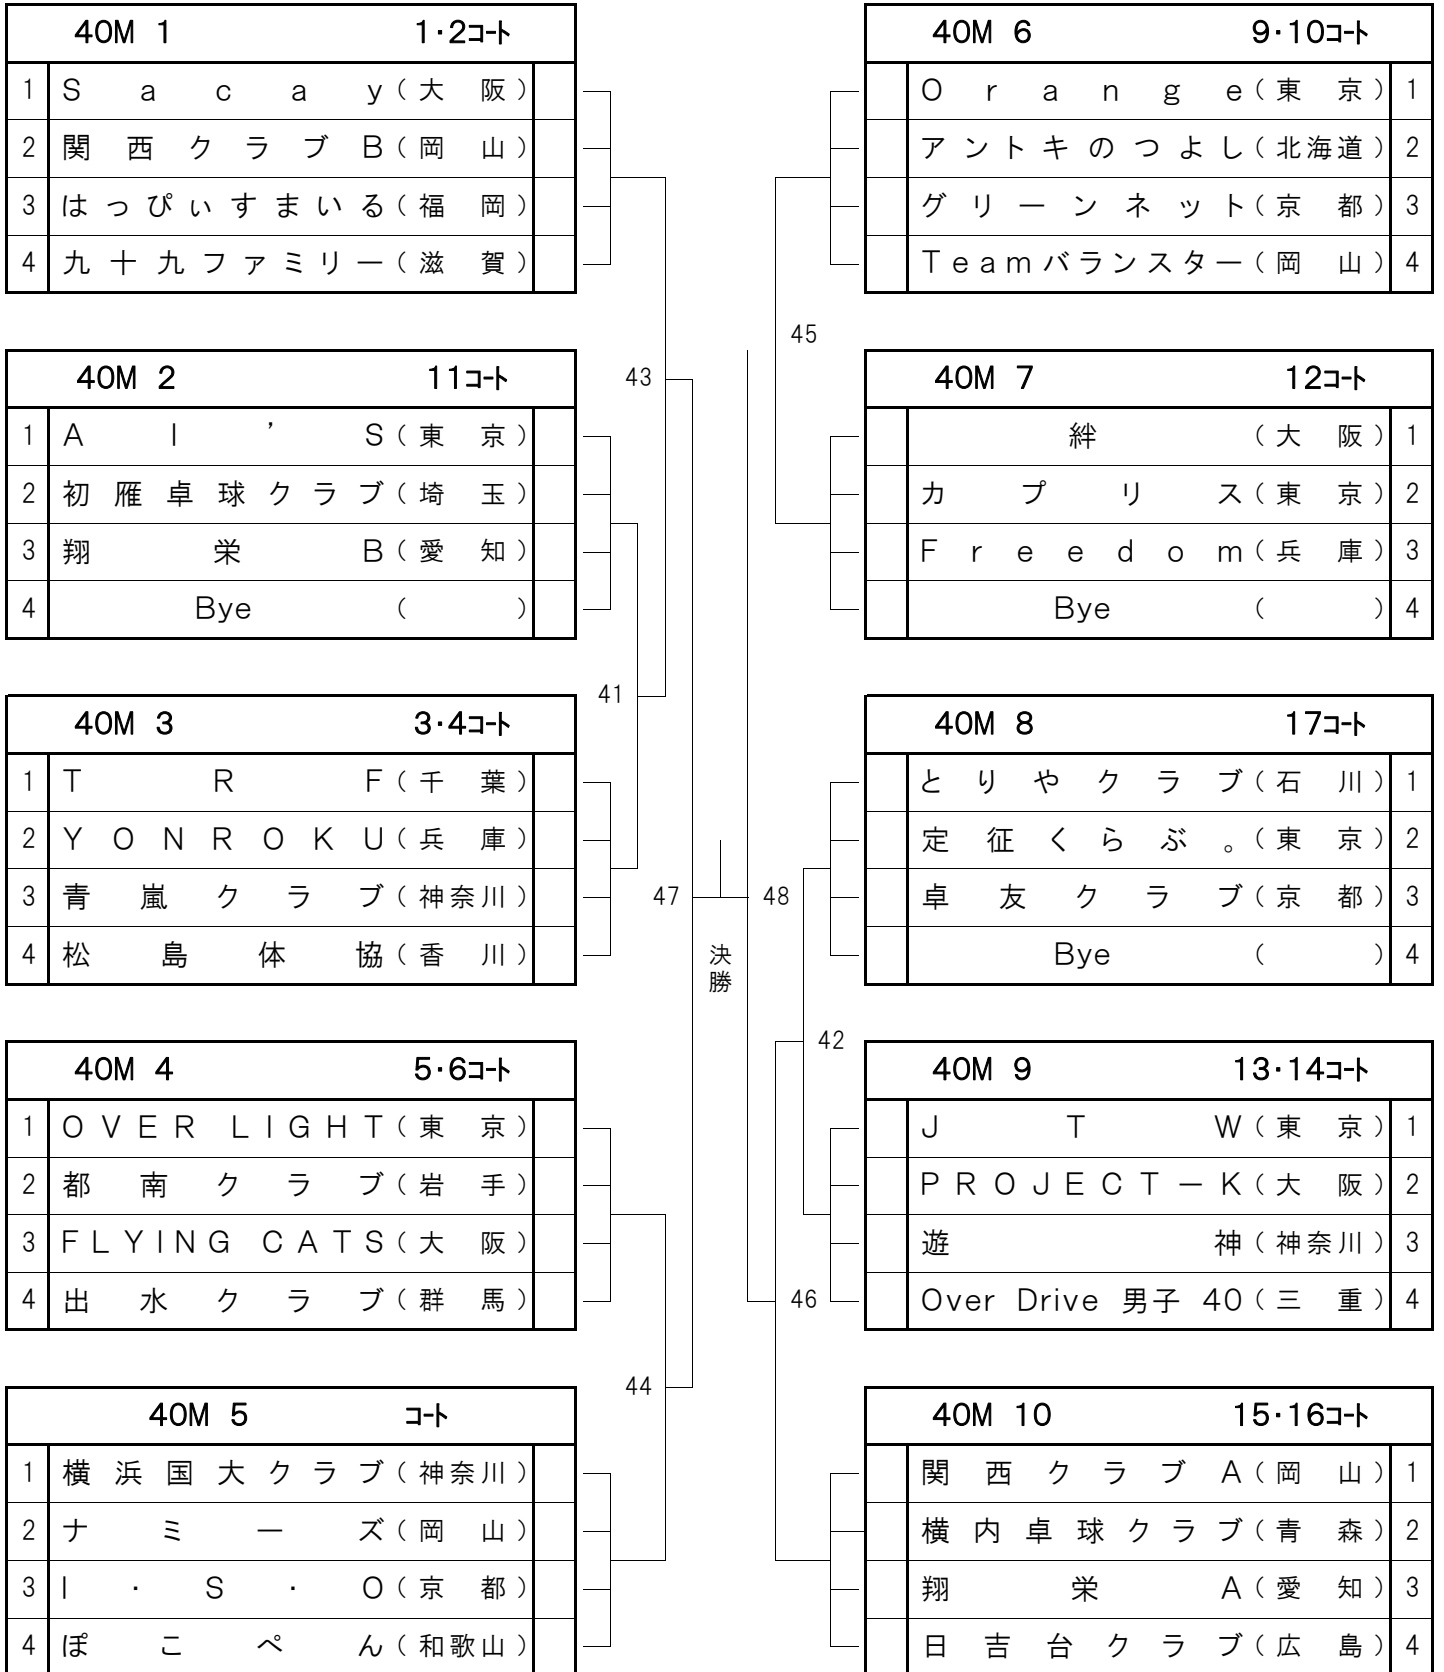 40M 1 1・2コート
1 Sacay（大阪）
2 関西クラブB（岡山）
3 はっぴぃすまいる（福岡）
4 九十九ファミリー（滋賀）
43
40M 2 11コート
1 AI’S（東京）
2 初雁卓球クラブ（埼玉）
3 翔栄B（愛知）
4 Bye（ ）
41
40M 3 3・4コート
1 TRF（千葉）
2 YONROKU（兵庫）
3 青嵐クラブ（神奈川）
4 松島体協（香川）
47
40M 4 5・6コート
1 OVER LIGHT（東京）
2 都南クラブ（岩手）
3 FLYING CATS（大阪）
4 出水クラブ（群馬）
44
40M 5 コート
1 横浜国大クラブ（神奈川）
2 ナミーズ（岡山）
3 I・S・O（京都）
4 ぽこぺん（和歌山）
決勝
40M 6 9・10コート
Orange（東京）1
アントキのつよし（北海道）2
グリーンネット（京都）3
Teamバランスター（岡山）4
45
40M 7 12コート
絆（大阪）1
カプリス（東京）2
Freedom（兵庫）3
Bye（ ）4
40M 8 17コート
とりやクラブ（石川）1
定征くらぶ。（東京）2
卓友クラブ（京都）3
Bye（ ）4
48
42
40M 9 13・14コート
JTW（東京）1
PROJECT－K（大阪）2
遊神（神奈川）3
Over Drive 男子 40（三重）4
46
40M 10 15・16コート
関西クラブA（岡山）1
横内卓球クラブ（青森）2
翔栄A（愛知）3
日吉台クラブ（広島）4